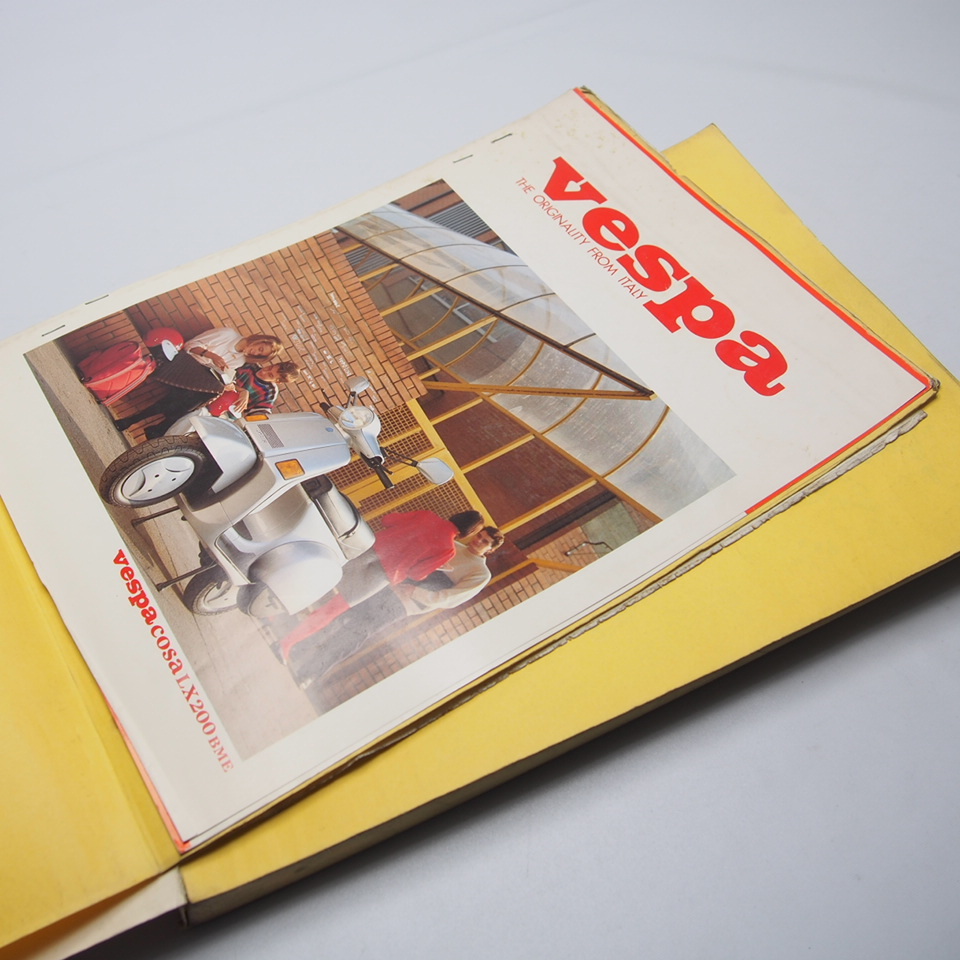 vespa
THE ORIGINALITY FROM ITALY
vespa cosa LX200 BME